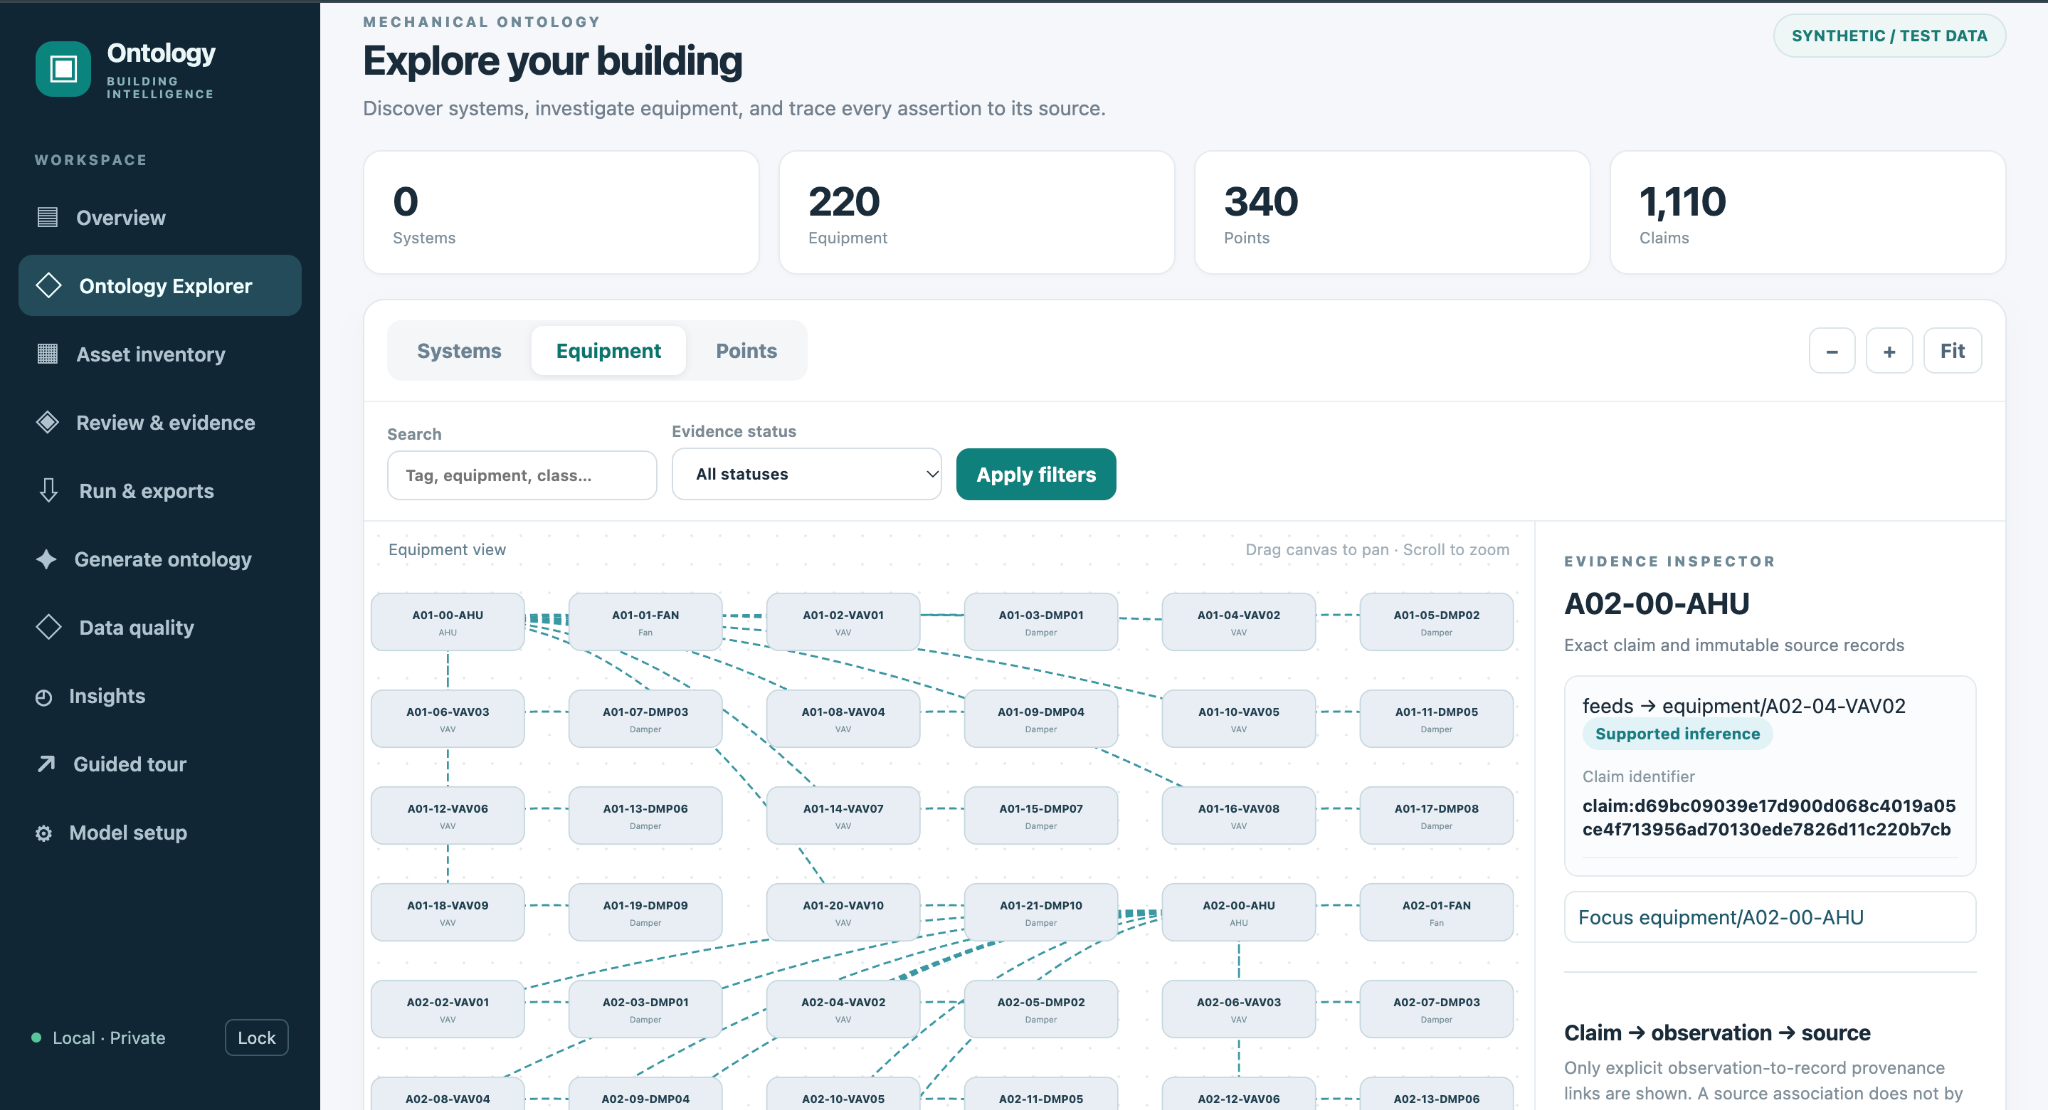 Ontology
BUILDING
INTELLIGENCE
WORKSPACE
Overview
Ontology Explorer
Asset inventory
Review & evidence
Run & exports
Generate ontology
Data quality
Insights
Guided tour
Model setup
Local · Private
Lock
MECHANICAL ONTOLOGY
Explore your building
Discover systems, investigate equipment, and trace every assertion to its source.
SYNTHETIC / TEST DATA
0
Systems
220
Equipment
340
Points
1,110
Claims
Systems Equipment Points
− + Fit
Search
Tag, equipment, class...
Evidence status
All statuses
Apply filters
Equipment view
Drag canvas to pan · Scroll to zoom
A01-00-AHU
AHU
A01-01-FAN
Fan
A01-02-VAV01
VAV
A01-03-DMP01
Damper
A01-04-VAV02
VAV
A01-05-DMP02
Damper
A01-06-VAV03
VAV
A01-07-DMP03
Damper
A01-08-VAV04
VAV
A01-09-DMP04
Damper
A01-10-VAV05
VAV
A01-11-DMP05
Damper
A01-12-VAV06
VAV
A01-13-DMP06
Damper
A01-14-VAV07
VAV
A01-15-DMP07
Damper
A01-16-VAV08
VAV
A01-17-DMP08
Damper
A01-18-VAV09
VAV
A01-19-DMP09
Damper
A01-20-VAV10
VAV
A01-21-DMP10
Damper
A02-00-AHU
AHU
A02-01-FAN
Fan
A02-02-VAV01
VAV
A02-03-DMP01
Damper
A02-04-VAV02
VAV
A02-05-DMP02
Damper
A02-06-VAV03
VAV
A02-07-DMP03
Damper
A02-08-VAV04
A02-09-DMP04
A02-10-VAV05
A02-11-DMP05
A02-12-VAV06
A02-13-DMP06
EVIDENCE INSPECTOR
A02-00-AHU
Exact claim and immutable source records
feeds → equipment/A02-04-VAV02
Supported inference
Claim identifier
claim:d69bc09039e17d900d068c4019a05
ce4f713956ad70130ede7826d11c220b7cb
Focus equipment/A02-00-AHU
Claim → observation → source
Only explicit observation-to-record provenance
links are shown. A source association does not by